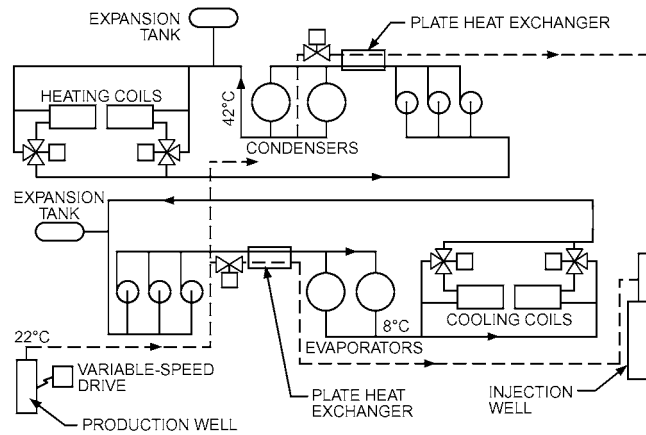 EXPANSION
TANK
PLATE HEAT EXCHANGER
HEATING COILS
42°C
CONDENSERS
EXPANSION
TANK
22°C
8°C
COOLING COILS
EVAPORATORS
VARIABLE-SPEED
DRIVE
PRODUCTION WELL
PLATE HEAT
EXCHANGER
INJECTION
WELL